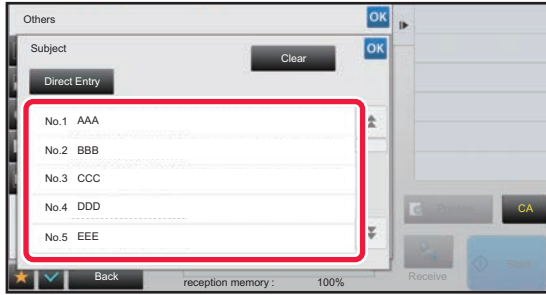 Others
OK
Subject
Clear
OK
Direct Entry
No.1 AAA
No.2 BBB
No.3 CCC
No.4 DDD
No.5 EEE
CA
Back
reception memory : 100%
Receive
Start